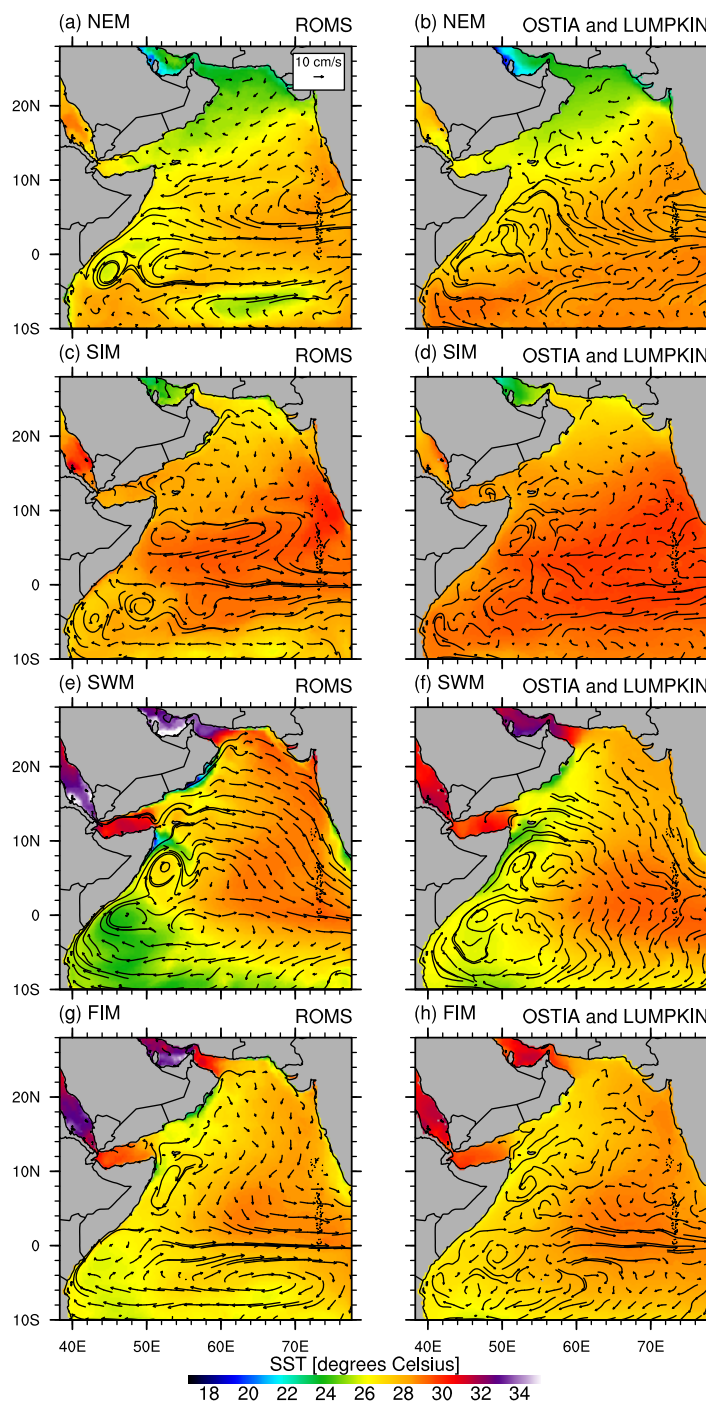 (a) NEM ROMS
10 cm/s
20N
10N
0
10S
(b) NEM OSTIA and LUMPKIN
(c) SIM ROMS
20N
10N
0
10S
(d) SIM OSTIA and LUMPKIN
(e) SWM ROMS
20N
10N
0
10S
(f) SWM OSTIA and LUMPKIN
(g) FIM ROMS
20N
10N
0
10S
40E 50E 60E 70E
(h) FIM OSTIA and LUMPKIN
40E 50E 60E 70E
SST [degrees Celsius]
18 20 22 24 26 28 30 32 34